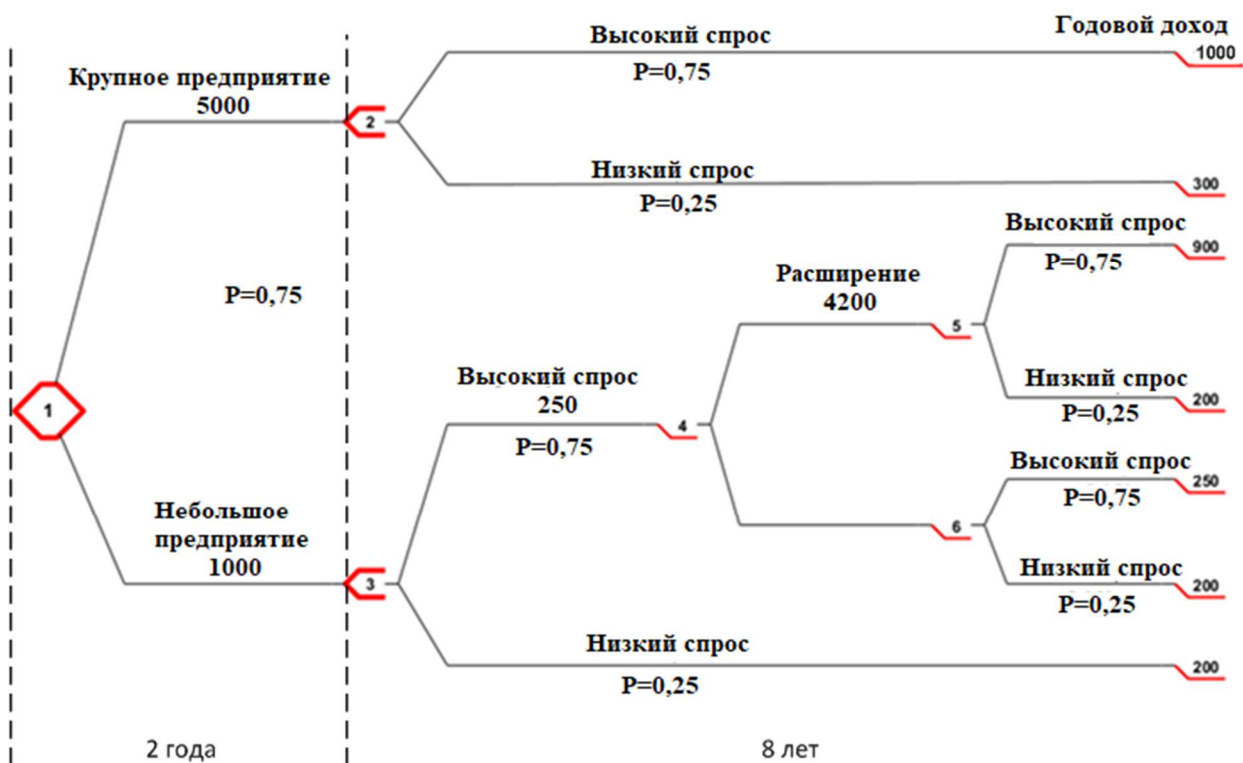 Годовой доход
Высокий спрос
1000
P=0,75
Крупное предприятие
5000
2
Низкий спрос
P=0,25
300
Высокий спрос
P=0,75
900
P=0,75
Расширение
4200
5
Низкий спрос
P=0,25
200
1
Высокий спрос
250
P=0,75
4
Высокий спрос
P=0,75
250
6
Низкий спрос
P=0,25
200
Небольшое
предприятие
1000
3
Низкий спрос
P=0,25
200
2 года
8 лет